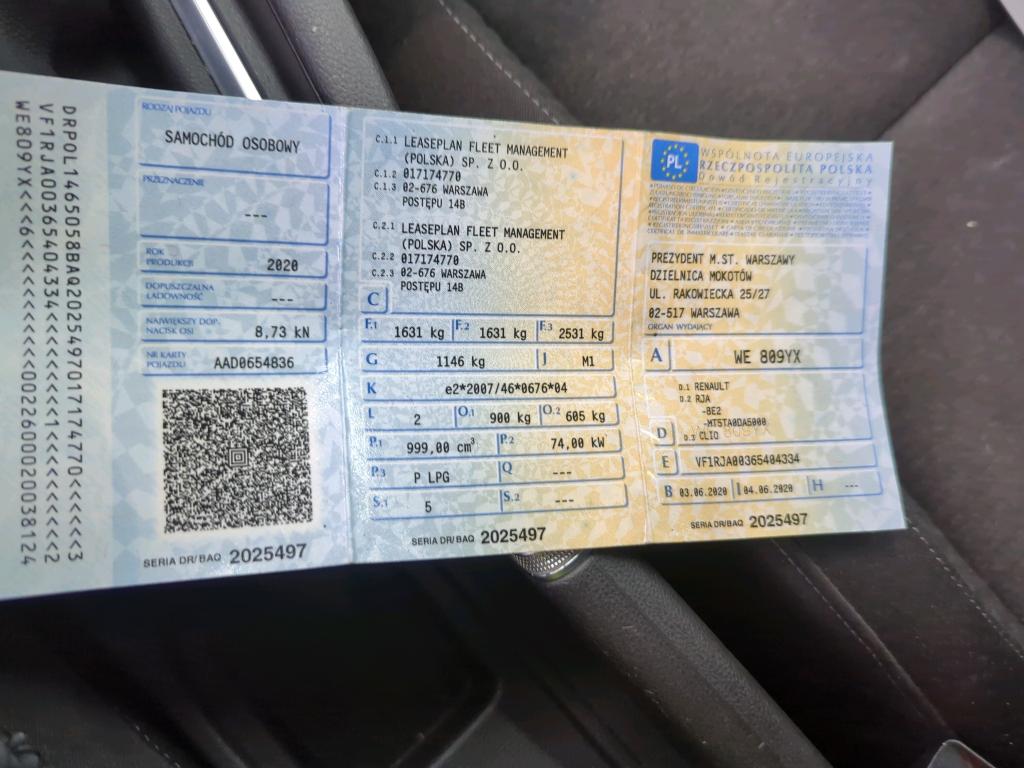 DRPOL1465058BAQ2025497017174770<<<<<<3
RODZAJ POJAZDU
SAMOCHÓD OSOBOWY
PRZEZNACZENIE
---
ROK
PRODUKCJI
2020
DOPUSZCZALNA
ŁADOWNOŚĆ
---
NAJWIĘKSZY DOP.
NACISK OSI
8,73 kN
NR KARTY
POJAZDU
AAD0654836
SERIA DR/BAQ 2025497
C.1.1 LEASEPLAN FLEET MANAGEMENT
(POLSKA) SP. Z O.O.
C.1.2 017174770
C.1.3 02-676 WARSZAWA
POSTĘPU 14B
C.2.1 LEASEPLAN FLEET MANAGEMENT
(POLSKA) SP. Z O.O.
C.2.2 017174770
C.2.3 02-676 WARSZAWA
POSTĘPU 14B
C
F.1 1631 kg F.2 1631 kg F.3 2531 kg
G 1146 kg J M1
K e2*2007/46*0676*04
L 2 O.1 900 kg O.2 605 kg
P.1 999,00 cm³ P.2 74,00 kW
P.3 P LPG Q ---
S.1 5 S.2 ---
SERIA DR/BAQ 2025497
PL
WSPÓLNOTA EUROPEJSKA
RZECZPOSPOLITA POLSKA
Dowód Rejestracyjny
PREZYDENT M.ST. WARSZAWY
DZIELNICA MOKOTÓW
UL. RAKOWIECKA 25/27
02-517 WARSZAWA
ORGAN WYDAJĄCY
A WE 809YX
D.1 RENAULT
D.2 RJA
-BE2
-MT5TA0DA5000
D
D.3 CLIO
E VF1RJA00365404334
B 03.06.2020 I 04.06.2020 H ---
SERIA DR/BAQ 2025497